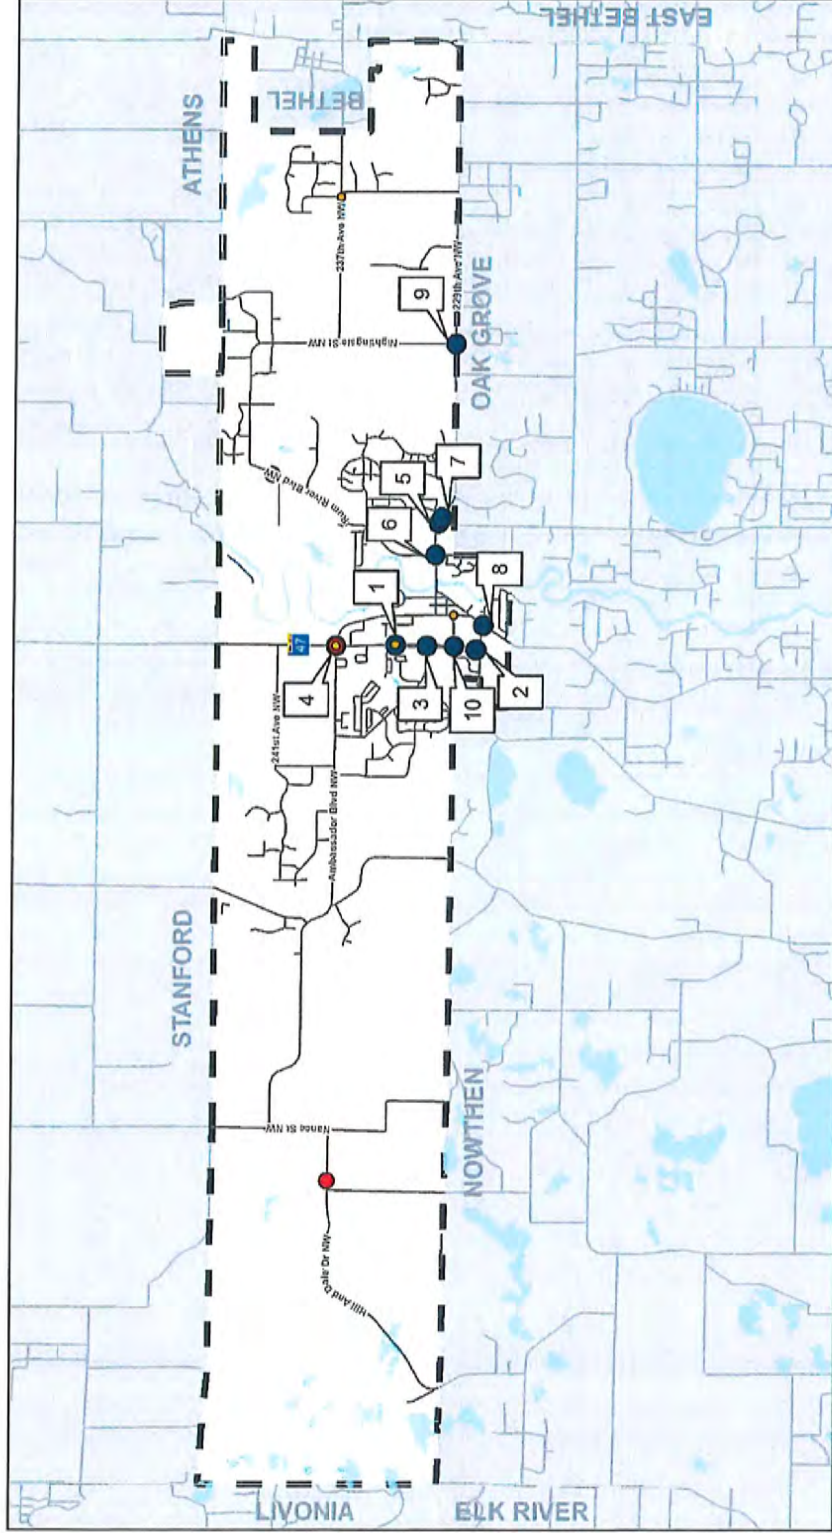 EAST BETHEL
BETHEL
ATHENS
237th Ave NW
229th Ave NW
9
OAK GROVE
Nightingale St NW
Rum River Blvd NW
5
7
6
1
8
47
4
3
10
2
241st Ave NW
Ambassador Blvd NW
STANFORD
Nanoe St NW
NOWTHEN
Hill And Dale Dr NW
LIVONIA
ELK RIVER